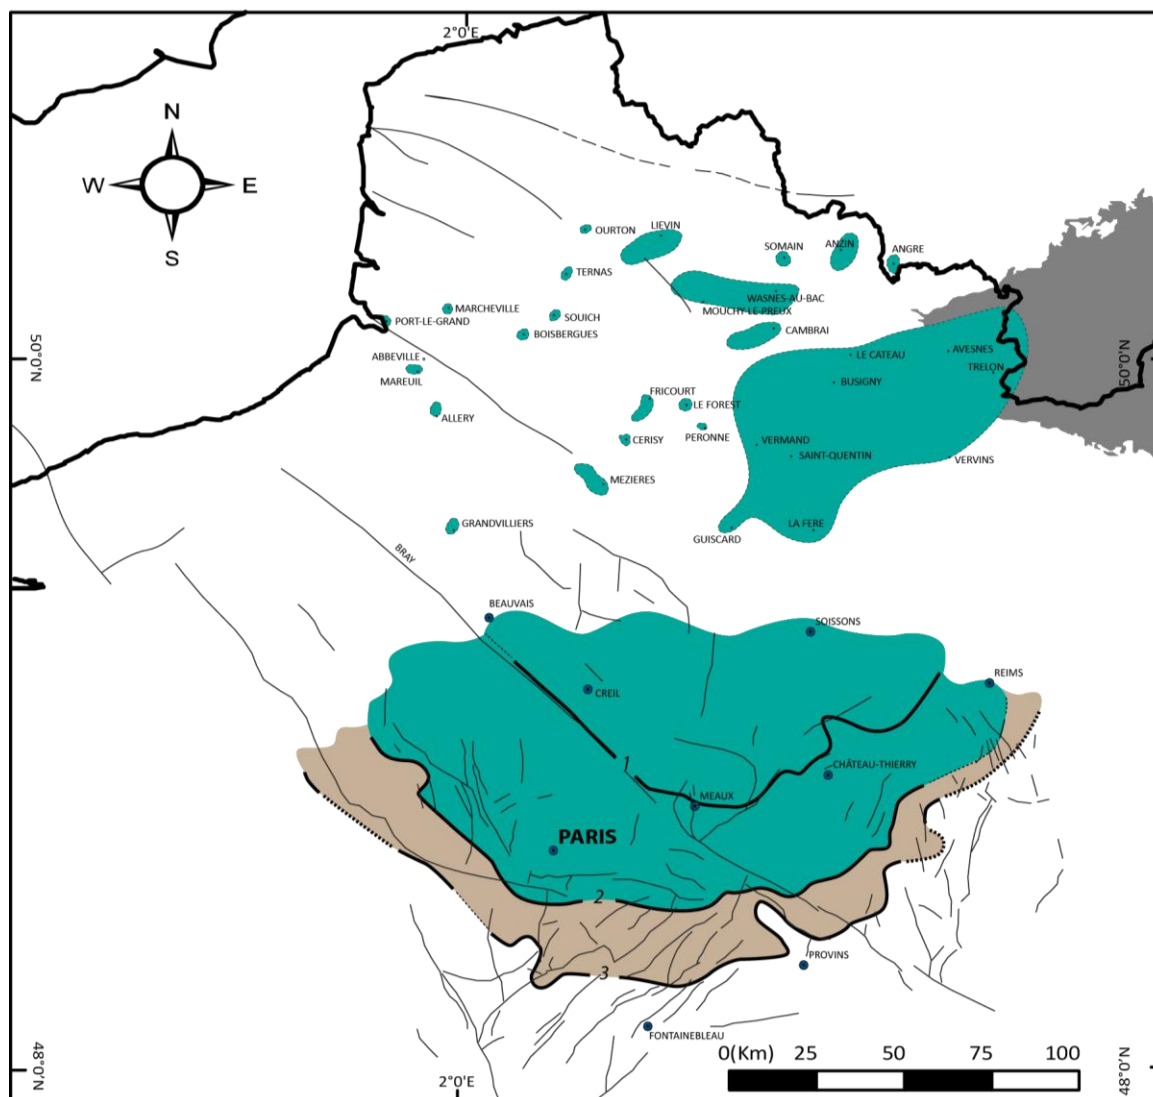 2°0'E
N
W
E
S
OURTON
LIEVIN
SOMAIN
ANZIN
ANGRE
TERNAS
WASNES-AU-BAC
MOUCHY-LE-PREUX
MARCHEVILLE
PORT-LE-GRAND
SOUICH
BOISBERGUES
CAMBRAI
50°0'N
50°0'N
ABBEVILLE
MAREUIL
LE CATEAU
AVESNES
TRELON
BUSIGNY
FRICOURT
LE FOREST
ALLERY
CERISY
PERONNE
VERMAND
SAINT-QUENTIN
VERVINS
MEZIERES
GRANDVILLIERS
GUISCARD
LA FERE
BRAY
BEAUVAIS
SOISSONS
REIMS
CREIL
1
CHÂTEAU-THIERRY
MEAUX
PARIS
2
PROVINS
3
FONTAINEBLEAU
0(Km) 25 50 75 100
48°0'N
2°0'E
48°0'N